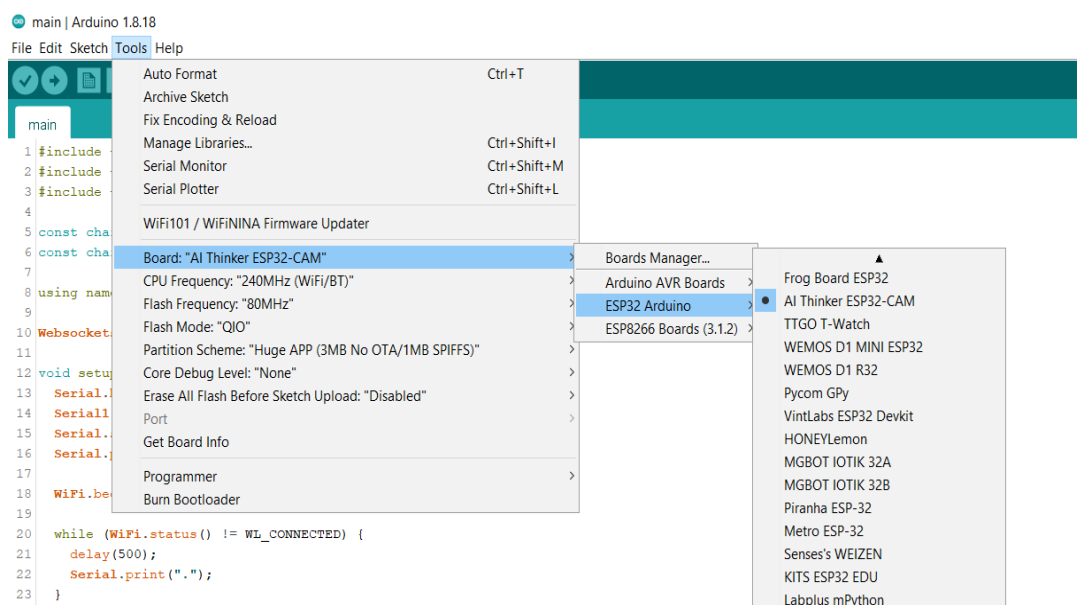 main | Arduino 1.8.18
File Edit Sketch Tools Help
Auto Format Ctrl+T
Archive Sketch
Fix Encoding & Reload
Manage Libraries... Ctrl+Shift+I
Serial Monitor Ctrl+Shift+M
Serial Plotter Ctrl+Shift+L
WiFi101 / WiFiNINA Firmware Updater
Board: "AI Thinker ESP32-CAM"
CPU Frequency: "240MHz (WiFi/BT)"
Flash Frequency: "80MHz"
Flash Mode: "QIO"
Partition Scheme: "Huge APP (3MB No OTA/1MB SPIFFS)"
Core Debug Level: "None"
Erase All Flash Before Sketch Upload: "Disabled"
Port
Get Board Info
Programmer
Burn Bootloader
Boards Manager...
Arduino AVR Boards
ESP32 Arduino
ESP8266 Boards (3.1.2)
Frog Board ESP32
AI Thinker ESP32-CAM
TTGO T-Watch
WEMOS D1 MINI ESP32
WEMOS D1 R32
Pycom GPy
VintLabs ESP32 Devkit
HONEYLemon
MGBOT IOTIK 32A
MGBOT IOTIK 32B
Piranha ESP-32
Metro ESP-32
Senses's WEIZEN
KITS ESP32 EDU
Labplus mPython
main
1 #include
2 #include
3 #include
4
5 const cha
6 const cha
7
8 using nam
9
10 Websocket
11
12 void setup
13 Serial.
14 Serial1
15 Serial.
16 Serial.
17
18 WiFi.be
19
20 while (WiFi.status() != WL_CONNECTED) {
21 delay(500);
22 Serial.print(".");
23 }